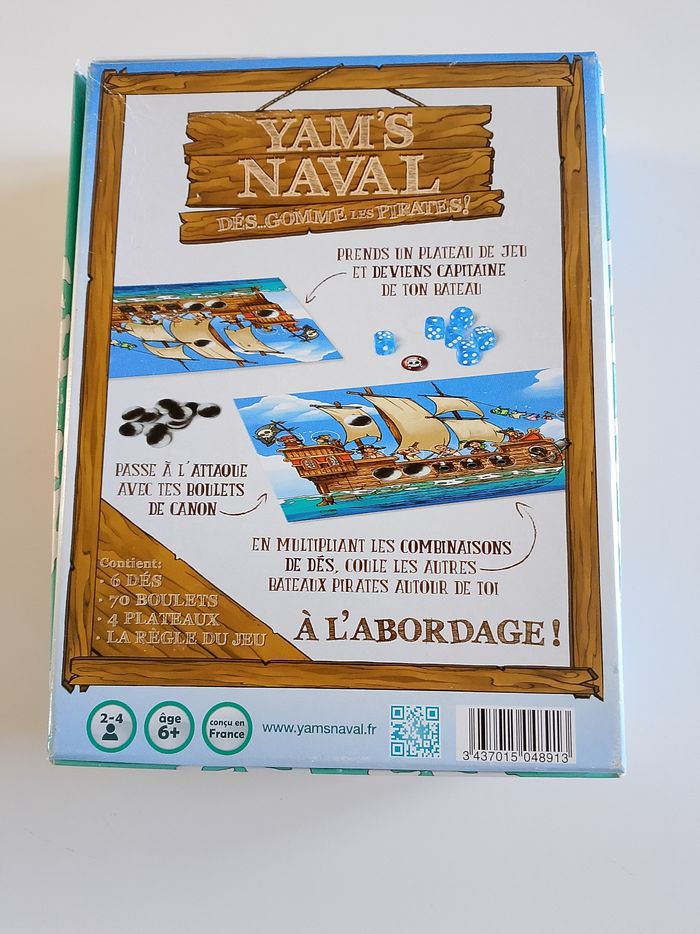 YAM'S
NAVAL
DÉS...GOMME LES PIRATES!
PRENDS UN PLATEAU DE JEU
ET DEVIENS CAPITAINE
DE TON BATEAU
PASSE À L'ATTAQUE
AVEC TES BOULETS
DE CANON
EN MULTIPLIANT LES COMBINAISONS
DE DÉS, COULE LES AUTRES
BATEAUX PIRATES AUTOUR DE TOI
Contient:
• 6 DÉS
• 70 BOULETS
• 4 PLATEAUX
• LA RÈGLE DU JEU
À L'ABORDAGE!
2-4
âge
6+
conçu en
France
www.yamsnaval.fr
3 437015 048913